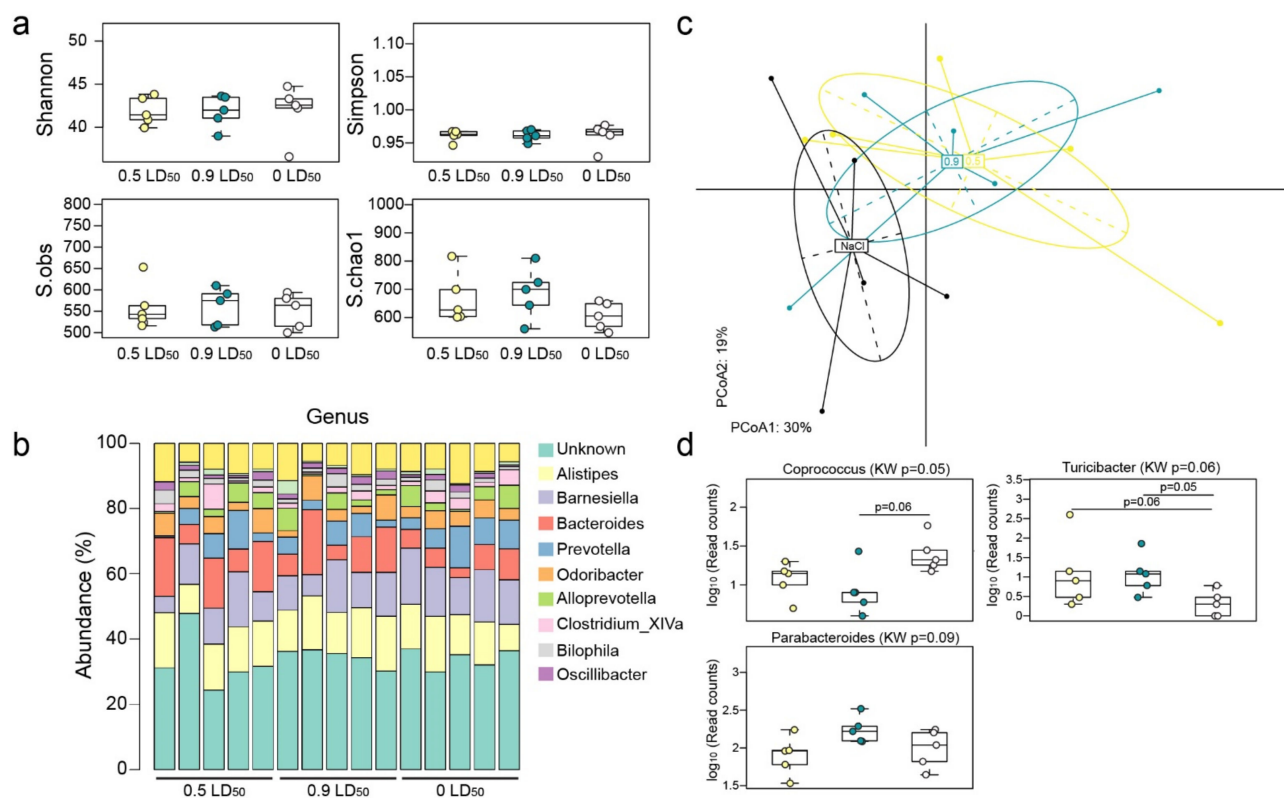 a
Shannon
50
45
40
0.5 LD₅₀ 0.9 LD₅₀ 0 LD₅₀
Simpson
1.10
1.05
1.00
0.95
0.5 LD₅₀ 0.9 LD₅₀ 0 LD₅₀
S.obs
800
750
700
650
600
550
500
0.5 LD₅₀ 0.9 LD₅₀ 0 LD₅₀
S.chao1
1000
900
800
700
600
0.5 LD₅₀ 0.9 LD₅₀ 0 LD₅₀
b
Genus
Abundance (%)
100
80
60
40
20
0
0.5 LD₅₀ 0.9 LD₅₀ 0 LD₅₀
Unknown
Alistipes
Barnesiella
Bacteroides
Prevotella
Odoribacter
Alloprevotella
Clostridium_XIVa
Bilophila
Oscillibacter
c
0.9 0.5
NaCl
PCoA2: 19%
PCoA1: 30%
d
Coprococcus (KW p=0.05)
log₁₀ (Read counts)
2
1.5
1
p=0.06
Turicibacter (KW p=0.06)
log₁₀ (Read counts)
3.5
3
2.5
2
1.5
1
0.5
0
p=0.05
p=0.06
Parabacteroides (KW p=0.09)
log₁₀ (Read counts)
3
2.5
2
1.5